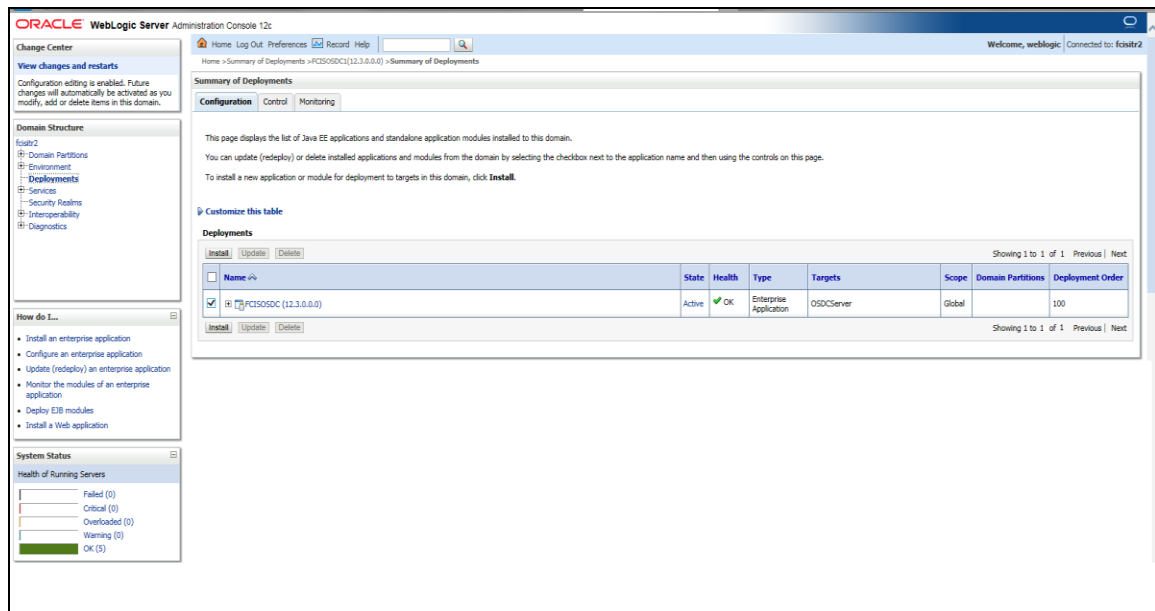 ORACLE WebLogic Server Administration Console 12c
Change Center
View changes and restarts
Configuration editing is enabled. Future
changes will automatically be activated as you
modify, add or delete items in this domain.
Domain Structure
fcisitr2
Domain Partitions
Environment
Deployments
Services
Security Realms
Interoperability
Diagnostics
How do I...
Install an enterprise application
Configure an enterprise application
Update (redeploy) an enterprise application
Monitor the modules of an enterprise
application
Deploy EJB modules
Install a Web application
System Status
Health of Running Servers
Failed (0)
Critical (0)
Overloaded (0)
Warning (0)
OK (5)
Home Log Out Preferences Record Help
Welcome, weblogic Connected to: fcisitr2
Home >Summary of Deployments >FCISOSDC1(12.3.0.0.0) >Summary of Deployments
Summary of Deployments
Configuration Control Monitoring
This page displays the list of Java EE applications and standalone application modules installed to this domain.
You can update (redeploy) or delete installed applications and modules from the domain by selecting the checkbox next to the application name and then using the controls on this page.
To install a new application or module for deployment to targets in this domain, click Install.
Customize this table
Deployments
Install Update Delete Showing 1 to 1 of 1 Previous | Next
Name State Health Type Targets Scope Domain Partitions Deployment Order
FCISOSDC (12.3.0.0.0) Active OK Enterprise Application OSDCServer Global 100
Install Update Delete Showing 1 to 1 of 1 Previous | Next